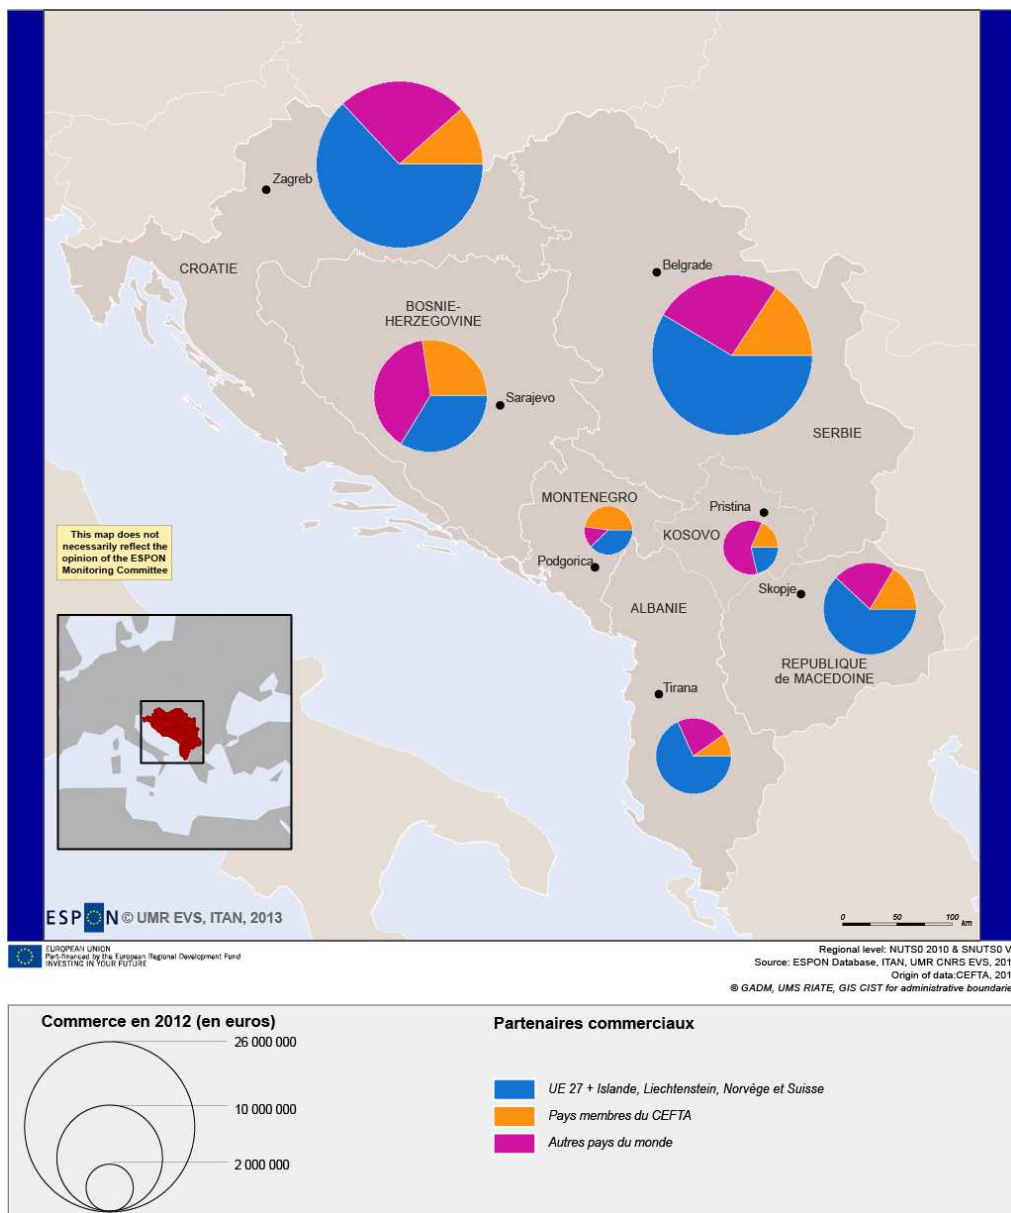 Zagreb
CROATIE
BOSNIE-
HERZEGOVINE
Sarajevo
Belgrade
SERBIE
MONTENEGRO
Podgorica
Pristina
KOSOVO
Skopje
ALBANIE
REPUBLIQUE
de MACEDOINE
Tirana
This map does not
necessarily reflect the
opinion of the ESPON
Monitoring Committee
ESPON © UMR EVS, ITAN, 2013
0 50 100
km
EUROPEAN UNION
Part-financed by the European Regional Development Fund
INVESTING IN YOUR FUTURE
Regional level: NUTS0 2010 & SNUTS0 V
Source: ESPON Database, ITAN, UMR CNRS EVS, 201
Origin of data:CEFTA, 201
© GADM, UMS RIATE, GIS CIST for administrative boundarie
Commerce en 2012 (en euros)
26 000 000
10 000 000
2 000 000
Partenaires commerciaux
UE 27 + Islande, Liechtenstein, Norvège et Suisse
Pays membres du CEFTA
Autres pays du monde